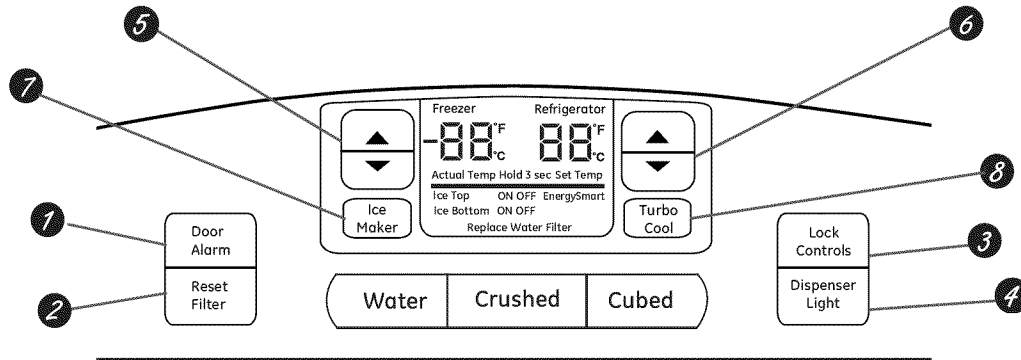 5
6
7
Freezer Refrigerator
-88°F °C 88°F °C
Actual Temp Hold 3 sec Set Temp
Ice Top ON OFF EnergySmart
Ice Bottom ON OFF
Replace Water Filter
Ice
Maker
Turbo
Cool
8
1
Door
Alarm
Reset
Filter
2
Lock
Controls
3
Dispenser
Light
4
Water Crushed Cubed